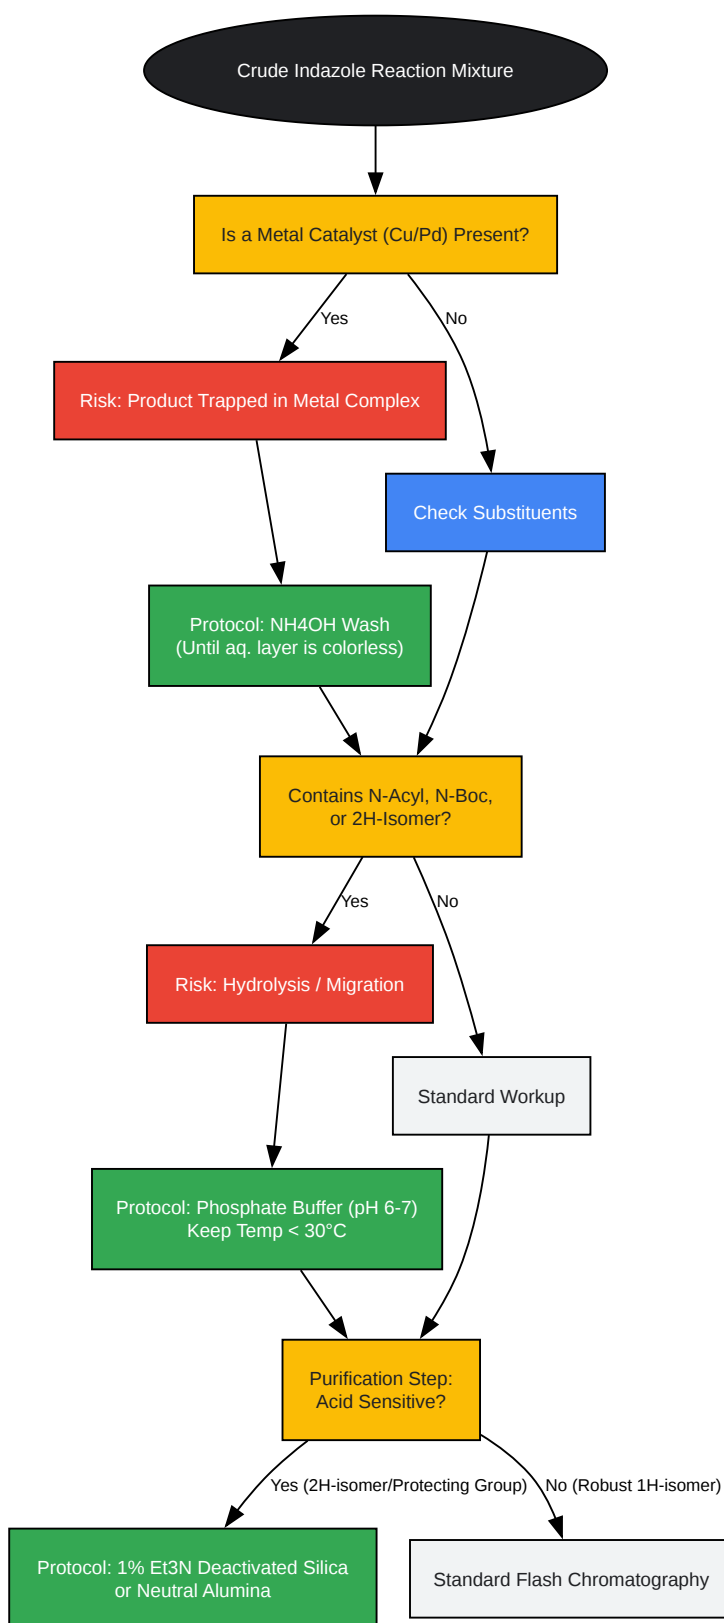 Crude Indazole Reaction Mixture
Is a Metal Catalyst (Cu/Pd) Present?
Yes
No
Risk: Product Trapped in Metal Complex
Check Substituents
Protocol: NH4OH Wash
(Until aq. layer is colorless)
Contains N-Acyl, N-Boc,
or 2H-Isomer?
Yes
No
Risk: Hydrolysis / Migration
Standard Workup
Protocol: Phosphate Buffer (pH 6-7)
Keep Temp < 30°C
Purification Step:
Acid Sensitive?
Yes (2H-isomer/Protecting Group)
No (Robust 1H-isomer)
Protocol: 1% Et3N Deactivated Silica
or Neutral Alumina
Standard Flash Chromatography